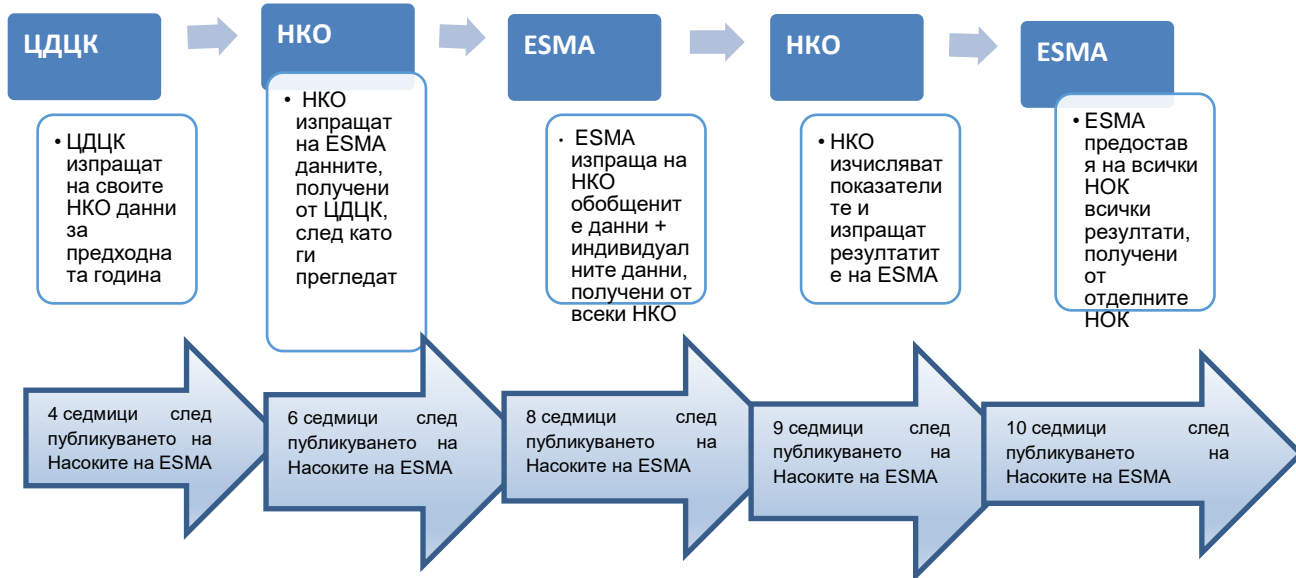 ЦДЦК
НКО
ESMA
НКО
ESMA
• ЦДЦК
изпращат
на своите
НКО данни
за
предходна
та година
• НКО
изпращат
на ESMA
данните,
получени
от ЦДЦК,
след като
ги
прегледат
• ESMA
изпраща на
НКО
обобщенит
е данни +
индивидуал
ните данни,
получени от
всеки НКО
• НКО
изчисляват
показатели
те и
изпращат
резултатит
е на ESMA
• ESMA
предостав
я на всички
НОК
всички
резултати,
получени
от
отделните
НОК
4 седмици след
публикуването на
Насоките на ESMA
6 седмици след
публикуването на
Насоките на ESMA
8 седмици след
публикуването на
Насоките на ESMA
9 седмици след
публикуването на
Насоките на ESMA
10 седмици след
публикуването на
Насоките на ESMA